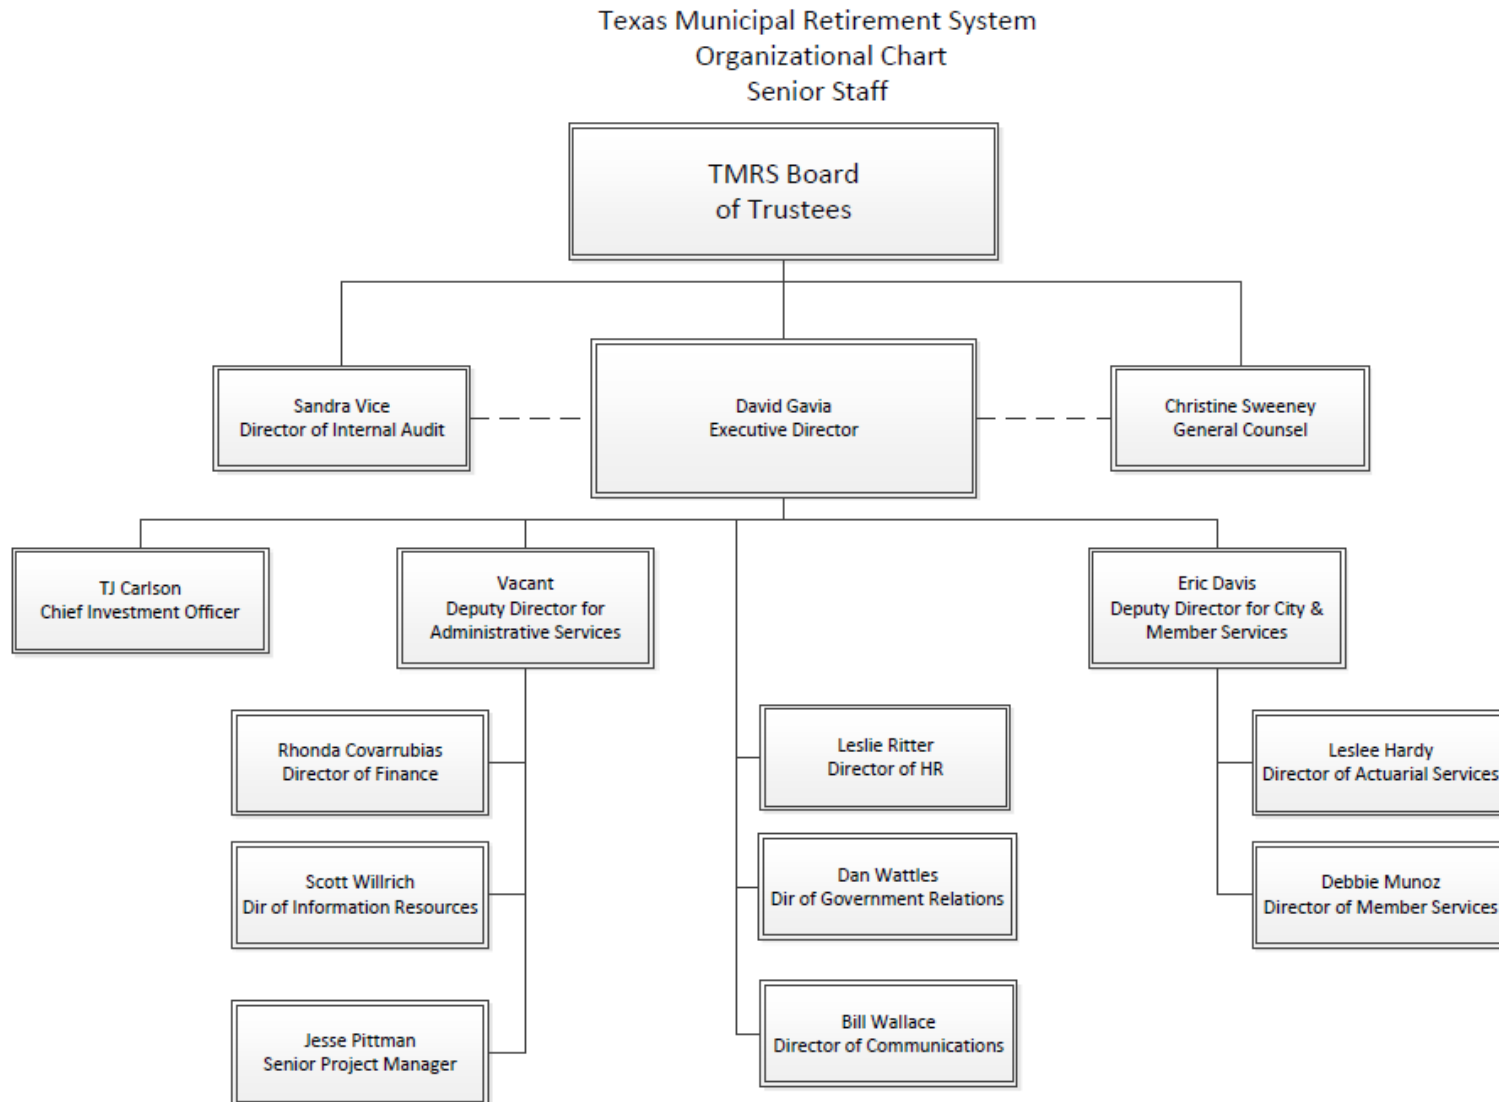 Texas Municipal Retirement System
Organizational Chart
Senior Staff
TMRS Board
of Trustees
Sandra Vice
Director of Internal Audit
David Gavia
Executive Director
Christine Sweeney
General Counsel
TJ Carlson
Chief Investment Officer
Vacant
Deputy Director for
Administrative Services
Eric Davis
Deputy Director for City &
Member Services
Rhonda Covarrubias
Director of Finance
Leslie Ritter
Director of HR
Leslee Hardy
Director of Actuarial Services
Scott Willrich
Dir of Information Resources
Dan Wattles
Dir of Government Relations
Debbie Munoz
Director of Member Services
Jesse Pittman
Senior Project Manager
Bill Wallace
Director of Communications